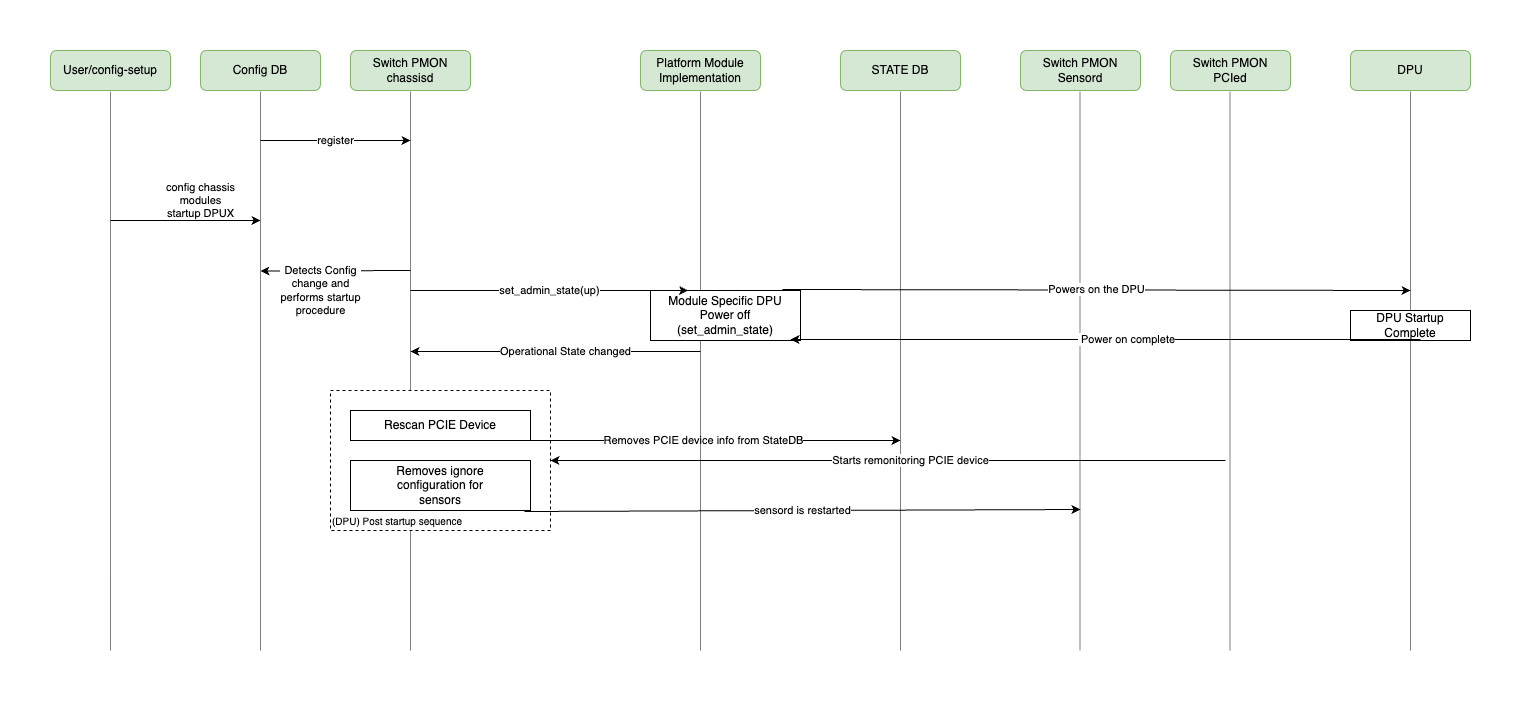 User/config-setup
Config DB
Switch PMON
chassisd
Platform Module
Implementation
STATE DB
Switch PMON
Sensord
Switch PMON
PCIed
DPU
register
config chassis
modules
startup DPUX
Detects Config
change and
performs startup
procedure
set_admin_state(up)
Module Specific DPU
Power off
(set_admin_state)
Powers on the DPU
DPU Startup
Complete
Power on complete
Operational State changed
Rescan PCIE Device
Removes PCIE device info from StateDB
Starts remonitoring PCIE device
Removes ignore
configuration for
sensors
sensord is restarted
(DPU) Post startup sequence